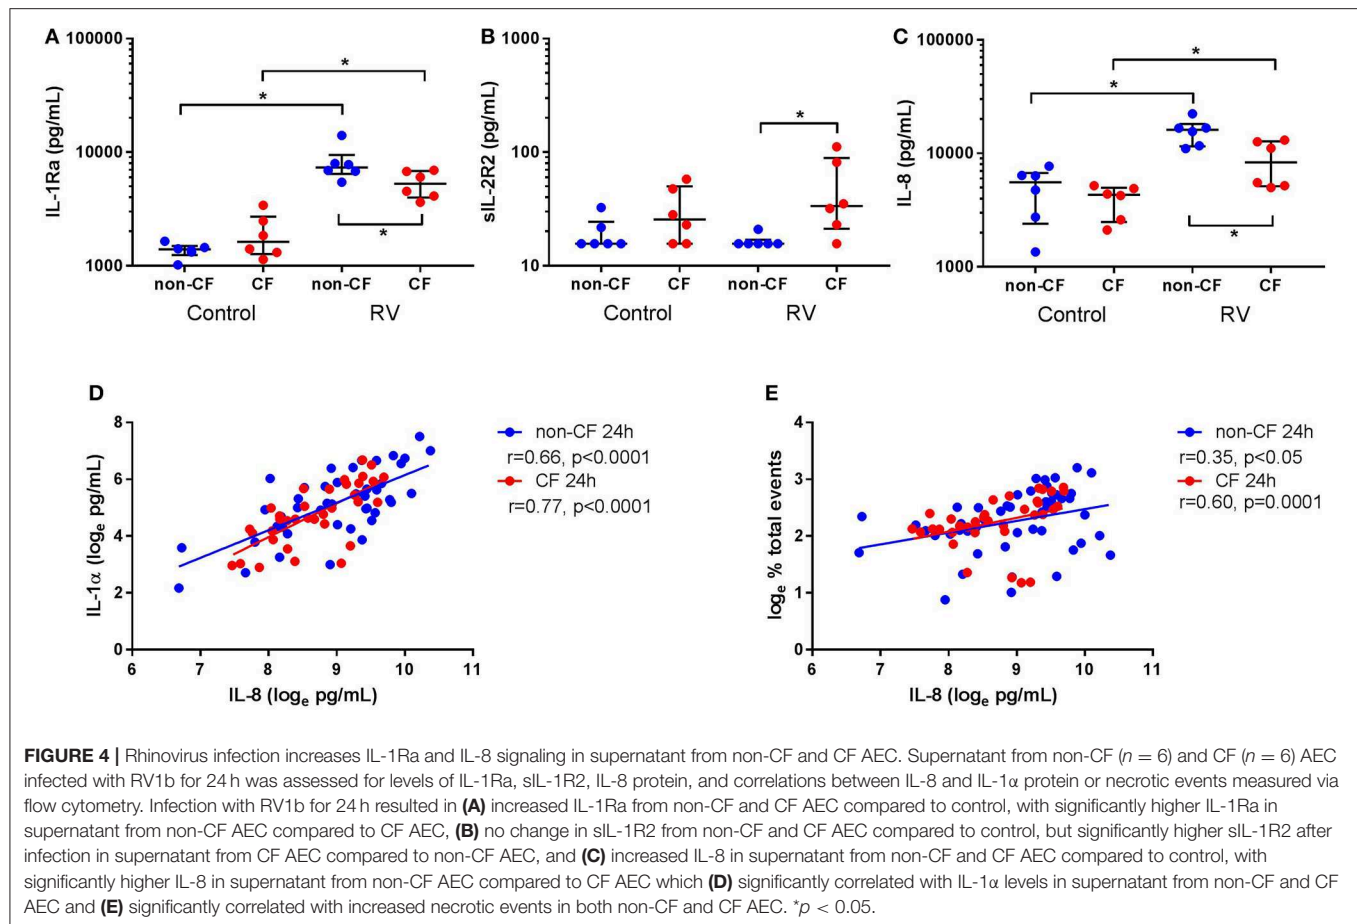 A
100000
10000
1000
IL-1Ra (pg/mL)
*
*
*
non-CF CF non-CF CF
Control RV
B
1000
100
10
sIL-2R2 (pg/mL)
*
non-CF CF non-CF CF
Control RV
C
100000
10000
1000
IL-8 (pg/mL)
*
*
*
non-CF CF non-CF CF
Control RV
D
8
6
4
2
0
IL-1α (logₑ pg/mL)
6 7 8 9 10 11
IL-8 (logₑ pg/mL)
non-CF 24h
r=0.66, p<0.0001
CF 24h
r=0.77, p<0.0001
E
4
3
2
1
0
logₑ % total events
6 7 8 9 10 11
IL-8 (logₑ pg/mL)
non-CF 24h
r=0.35, p<0.05
CF 24h
r=0.60, p=0.0001
FIGURE 4 | Rhinovirus infection increases IL-1Ra and IL-8 signaling in supernatant from non-CF and CF AEC. Supernatant from non-CF (n = 6) and CF (n = 6) AEC
infected with RV1b for 24 h was assessed for levels of IL-1Ra, sIL-1R2, IL-8 protein, and correlations between IL-8 and IL-1α protein or necrotic events measured via
flow cytometry. Infection with RV1b for 24 h resulted in (A) increased IL-1Ra from non-CF and CF AEC compared to control, with significantly higher IL-1Ra in
supernatant from non-CF AEC compared to CF AEC, (B) no change in sIL-1R2 from non-CF and CF AEC compared to control, but significantly higher sIL-1R2 after
infection in supernatant from CF AEC compared to non-CF AEC, and (C) increased IL-8 in supernatant from non-CF and CF AEC compared to control, with
significantly higher IL-8 in supernatant from non-CF AEC compared to CF AEC which (D) significantly correlated with IL-1α levels in supernatant from non-CF and CF
AEC and (E) significantly correlated with increased necrotic events in both non-CF and CF AEC. *p < 0.05.